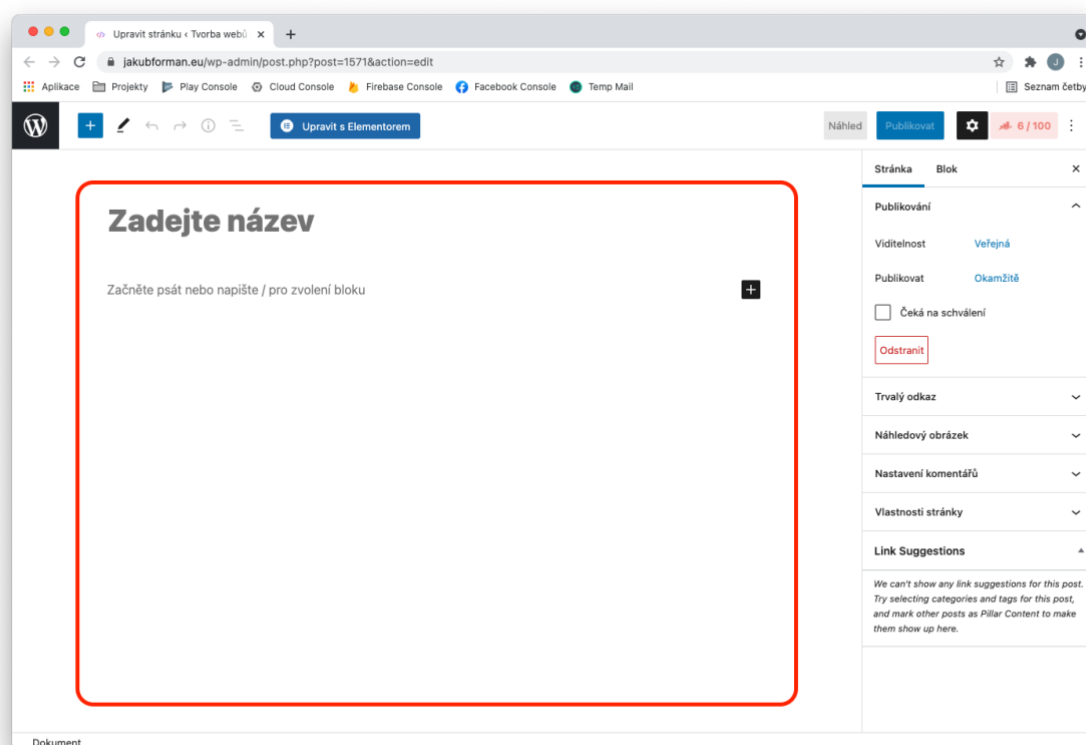 Upravit stránku ‹ Tvorba webů
jakubforman.eu/wp-admin/post.php?post=1571&action=edit
J
Aplikace Projekty Play Console Cloud Console Firebase Console Facebook Console Temp Mail Seznam četby
Upravit s Elementorem Náhled Publikovat 6 / 100
Stránka Blok
Publikování
Zadejte název
Viditelnost Veřejná
Publikovat Okamžitě
Začněte psát nebo napište / pro zvolení bloku
Čeká na schválení
Odstranit
Trvalý odkaz
Náhledový obrázek
Nastavení komentářů
Vlastnosti stránky
Link Suggestions
We can't show any link suggestions for this post.
Try selecting categories and tags for this post,
and mark other posts as Pillar Content to make
them show up here.
Dokument